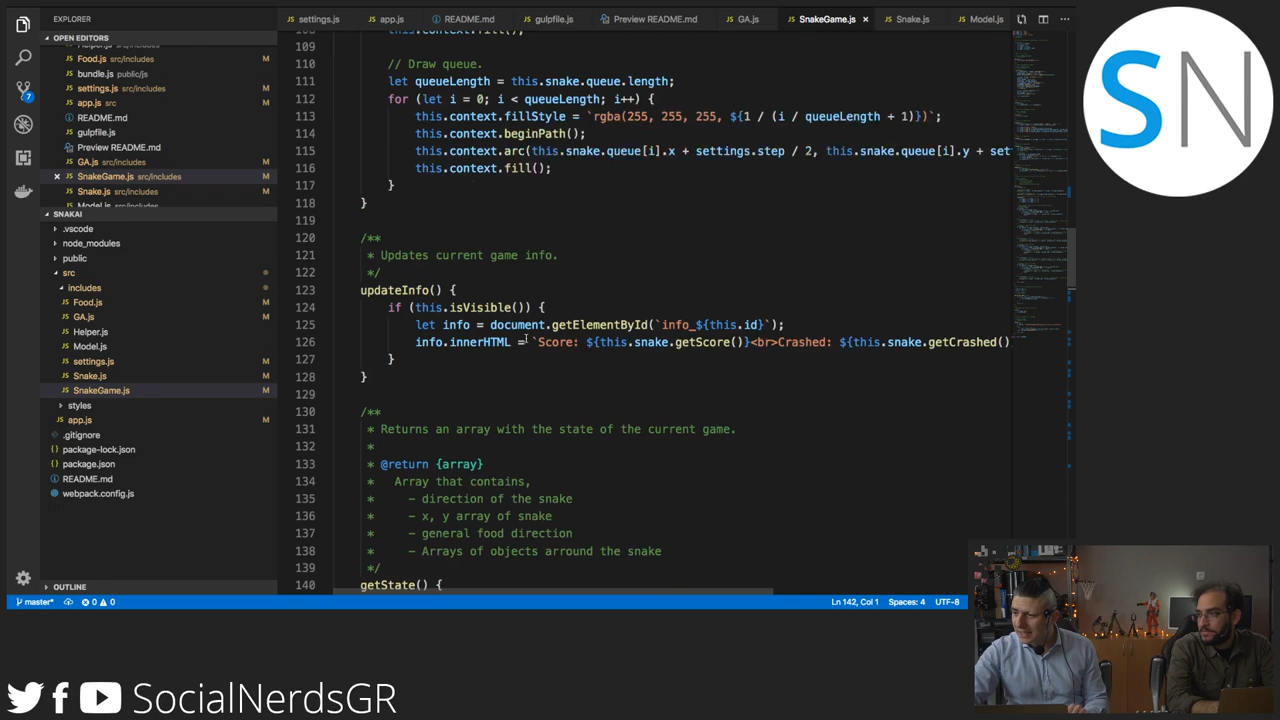 EXPLORER
OPEN EDITORS
Helper.js src/includes
Food.js src/includes M
bundle.js public/js
settings.js src/includes M
app.js src M
README.md
gulpfile.js
Preview README.md
GA.js src/includes M
SnakeGame.js src/includes M
Snake.js src/includes M
Model.js src/includes
SNAKAI
.vscode
node_modules
public
src
includes
Food.js M
GA.js M
Helper.js
Model.js
settings.js M
Snake.js M
SnakeGame.js M
styles
app.js M
.gitignore
package-lock.json
package.json
README.md
webpack.config.js
OUTLINE
7
settings.js app.js README.md gulpfile.js Preview README.md GA.js SnakeGame.js Snake.js Model.js
108 this.context.fill();
109
110 // Draw queue.
111 let queueLength = this.snake.queue.length;
112 for (let i = 0; i < queueLength; i++) {
113 this.context.fillStyle = `rgba(255, 255, 255, ${1 / (i / queueLength + 1)})`;
114 this.context.beginPath();
115 this.context.arc(this.snake.queue[i].x + settings.step / 2, this.snake.queue[i].y + set
116 this.context.fill();
117 }
118 }
119
120 /**
121 * Updates current game info.
122 */
123 updateInfo() {
124 if (this.isVisible()) {
125 let info = document.getElementById(`info_${this.id}`);
126 info.innerHTML = `Score: ${this.snake.getScore()}<br>Crashed: ${this.snake.getCrashed()
127 }
128 }
129
130 /**
131 * Returns an array with the state of the current game.
132 *
133 * @return {array}
134 * Array that contains,
135 * - direction of the snake
136 * - x, y array of snake
137 * - general food direction
138 * - Arrays of objects arround the snake
139 */
140 getState() {
master* 0 0 Ln 142, Col 1 Spaces: 4 UTF-8
SN
SocialNerdsGR